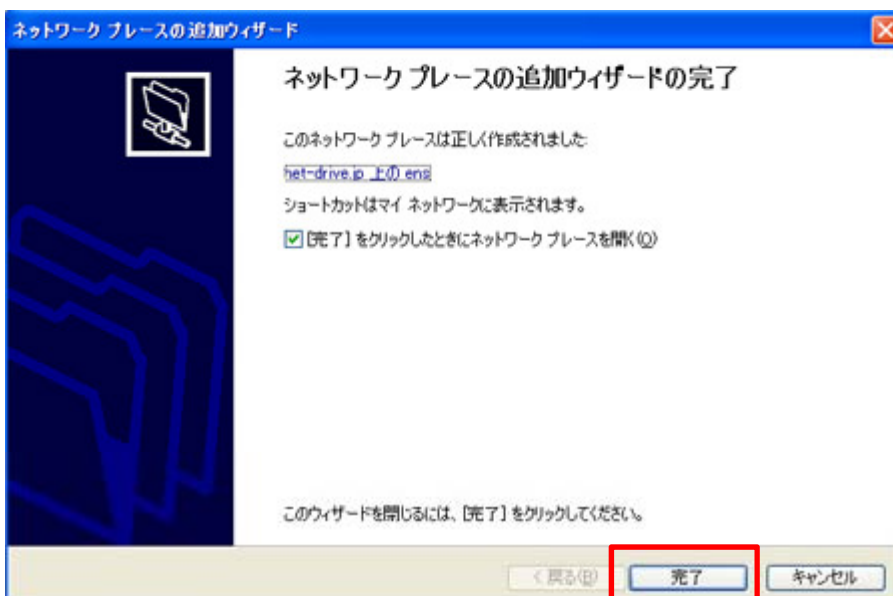 ネットワーク プレースの追加ウィザード
ネットワーク プレースの追加ウィザードの完了
このネットワーク プレースは正しく作成されました:
net-drive.jp 上の ens
ショートカットはマイ ネットワークに表示されます。
[完了] をクリックしたときにネットワーク プレースを開く(O)
このウィザードを閉じるには、[完了] をクリックしてください。
< 戻る(B) 完了 キャンセル